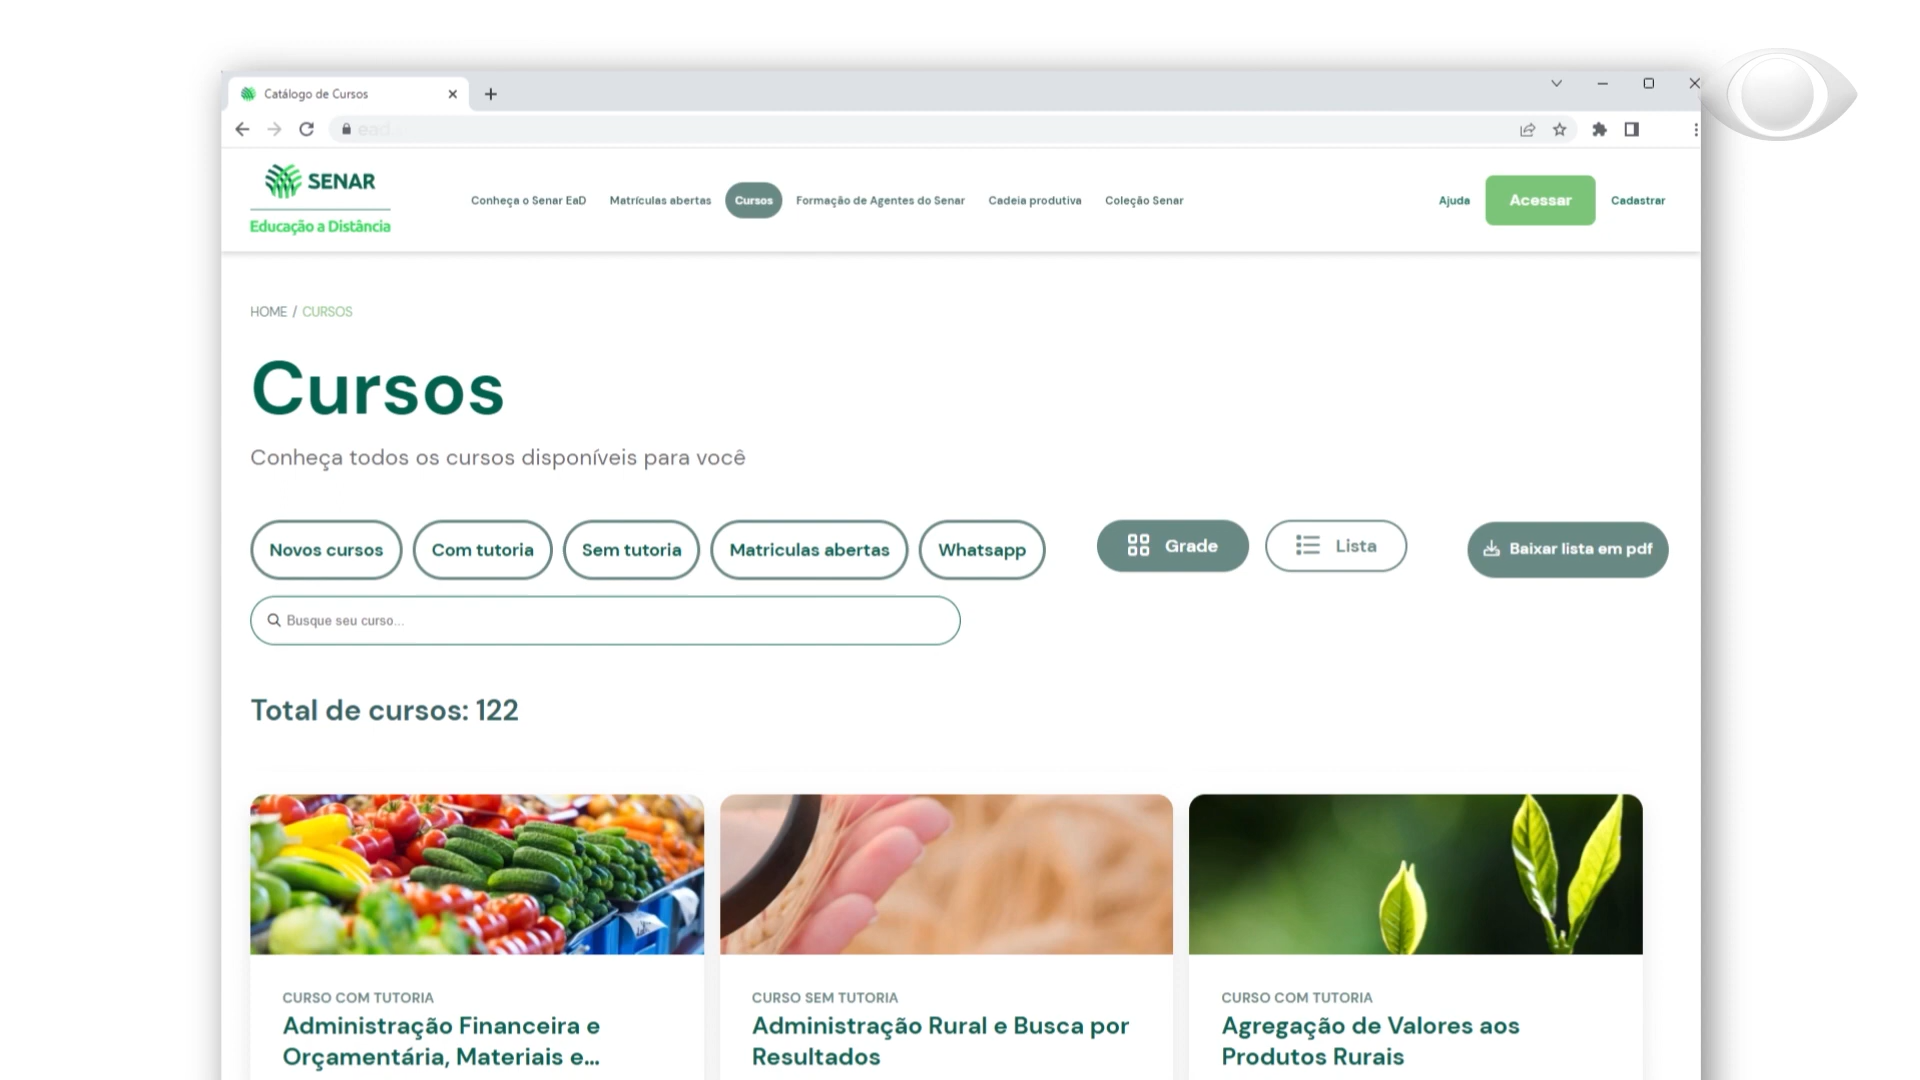 Catálogo de Cursos
ead
SENAR
Educação a Distância
Conheça o Senar EaD
Matrículas abertas
Cursos
Formação de Agentes do Senar
Cadeia produtiva
Coleção Senar
Ajuda
Acessar
Cadastrar
HOME / CURSOS
Cursos
Conheça todos os cursos disponíveis para você
Novos cursos
Com tutoria
Sem tutoria
Matriculas abertas
Whatsapp
Grade
Lista
Baixar lista em pdf
Busque seu curso...
Total de cursos: 122
CURSO COM TUTORIA
Administração Financeira e
Orçamentária, Materiais e...
CURSO SEM TUTORIA
Administração Rural e Busca por
Resultados
CURSO COM TUTORIA
Agregação de Valores aos
Produtos Rurais